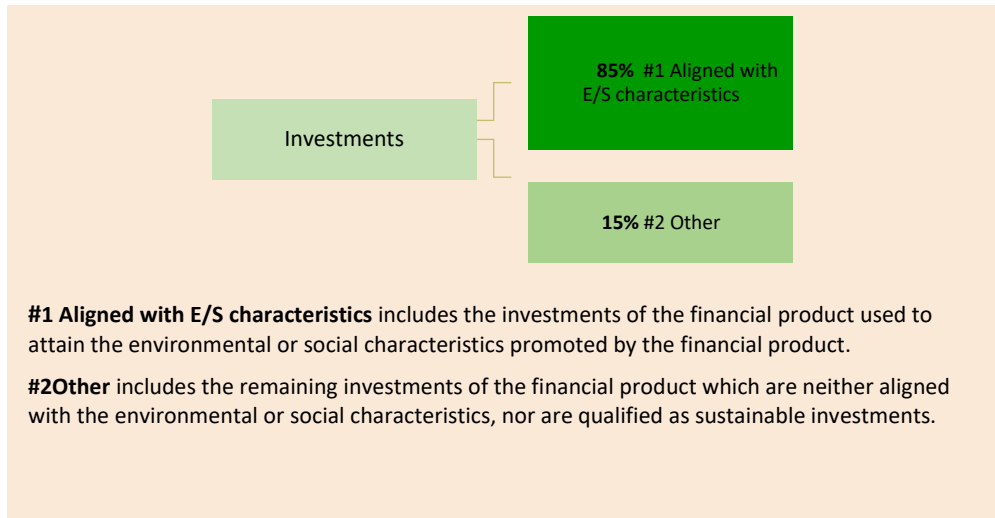 85% #1 Aligned with
E/S characteristics
Investments
15% #2 Other
#1 Aligned with E/S characteristics includes the investments of the financial product used to
attain the environmental or social characteristics promoted by the financial product.
#2Other includes the remaining investments of the financial product which are neither aligned
with the environmental or social characteristics, nor are qualified as sustainable investments.